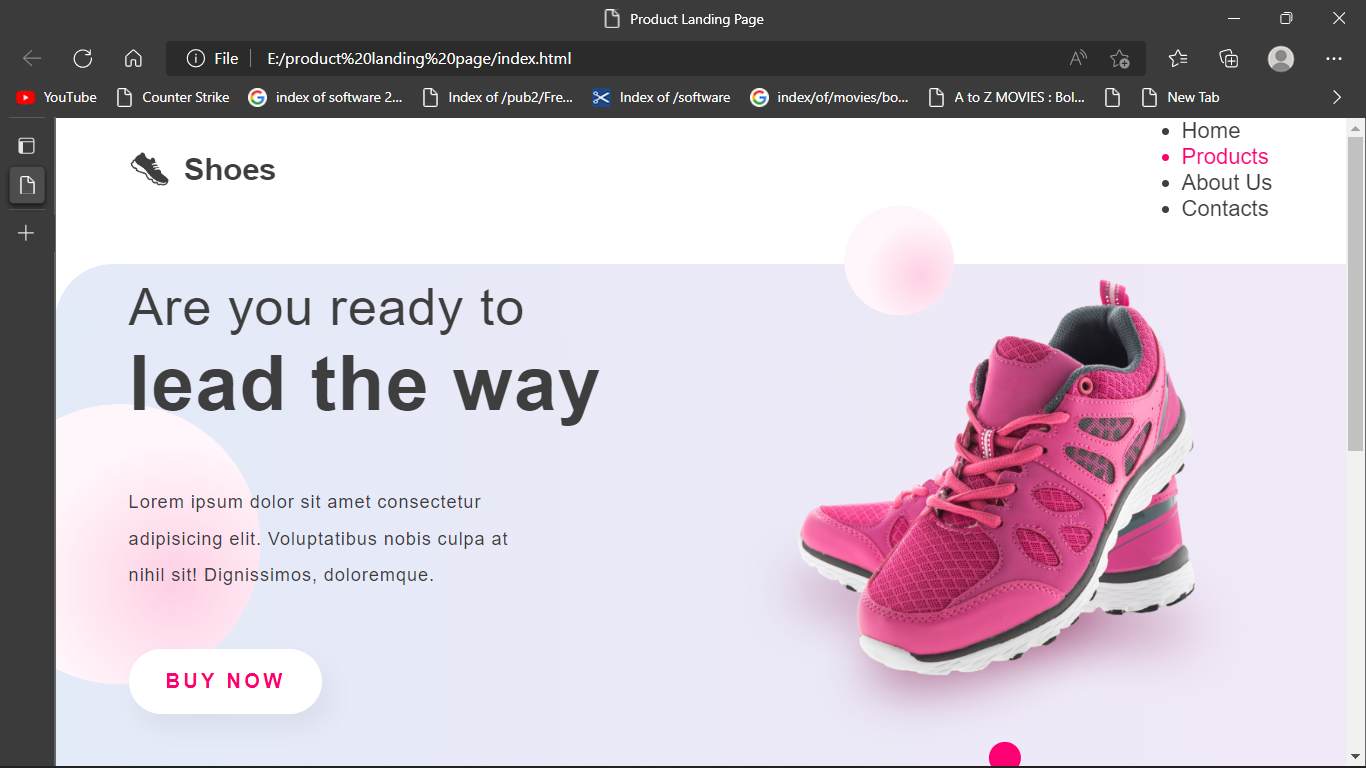 Product Landing Page
File E:/product%20landing%20page/index.html
YouTube Counter Strike index of software 2... Index of /pub2/Fre... Index of /software index/of/movies/bo... A to Z MOVIES : Bol... New Tab
Shoes
Home
Products
About Us
Contacts
Are you ready to
lead the way
Lorem ipsum dolor sit amet consectetur
adipisicing elit. Voluptatibus nobis culpa at
nihil sit! Dignissimos, doloremque.
BUY NOW